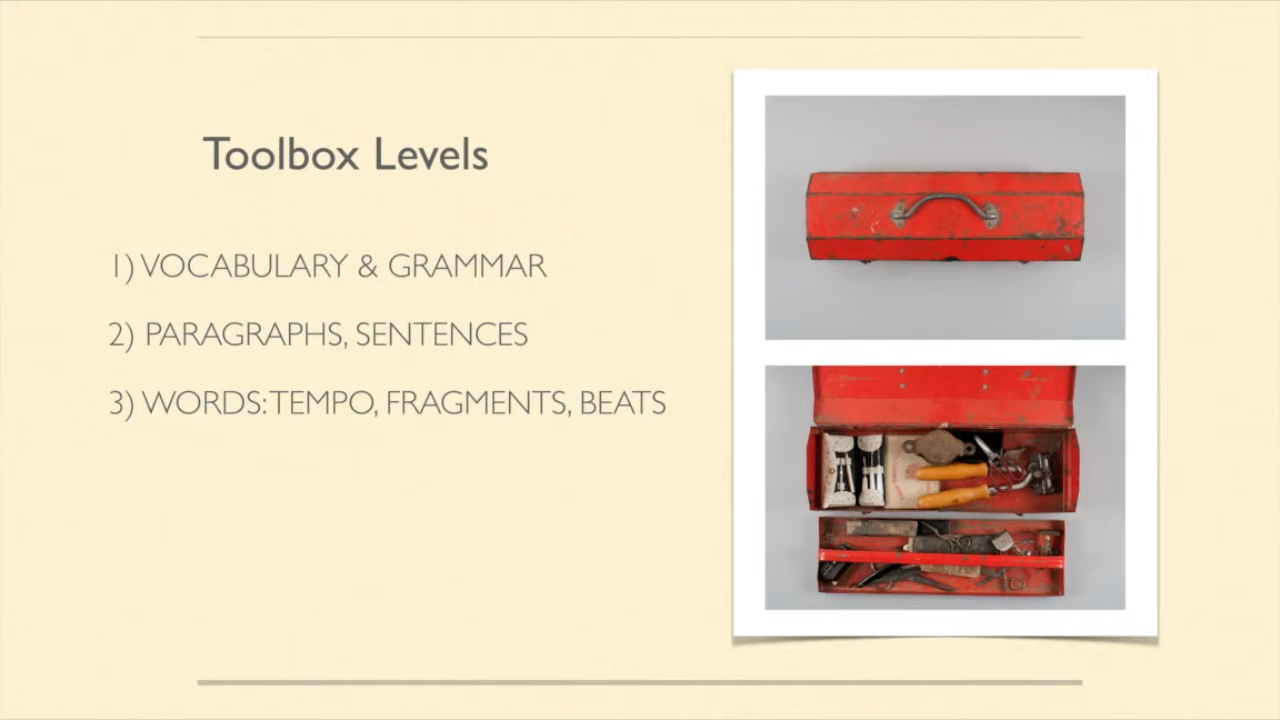 Toolbox Levels
1) VOCABULARY & GRAMMAR
2) PARAGRAPHS, SENTENCES
3) WORDS: TEMPO, FRAGMENTS, BEATS